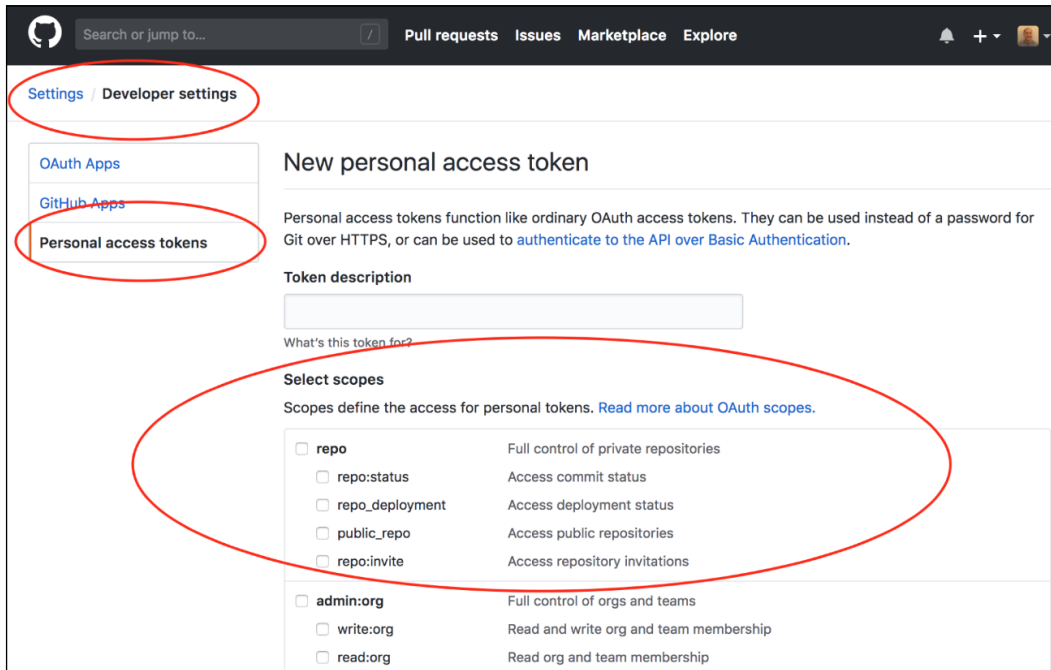 Search or jump to... / Pull requests Issues Marketplace Explore
Settings / Developer settings
OAuth Apps
GitHub Apps
Personal access tokens
New personal access token
Personal access tokens function like ordinary OAuth access tokens. They can be used instead of a password for
Git over HTTPS, or can be used to authenticate to the API over Basic Authentication.
Token description
What's this token for?
Select scopes
Scopes define the access for personal tokens. Read more about OAuth scopes.
repo Full control of private repositories
repo:status Access commit status
repo_deployment Access deployment status
public_repo Access public repositories
repo:invite Access repository invitations
admin:org Full control of orgs and teams
write:org Read and write org and team membership
read:org Read org and team membership